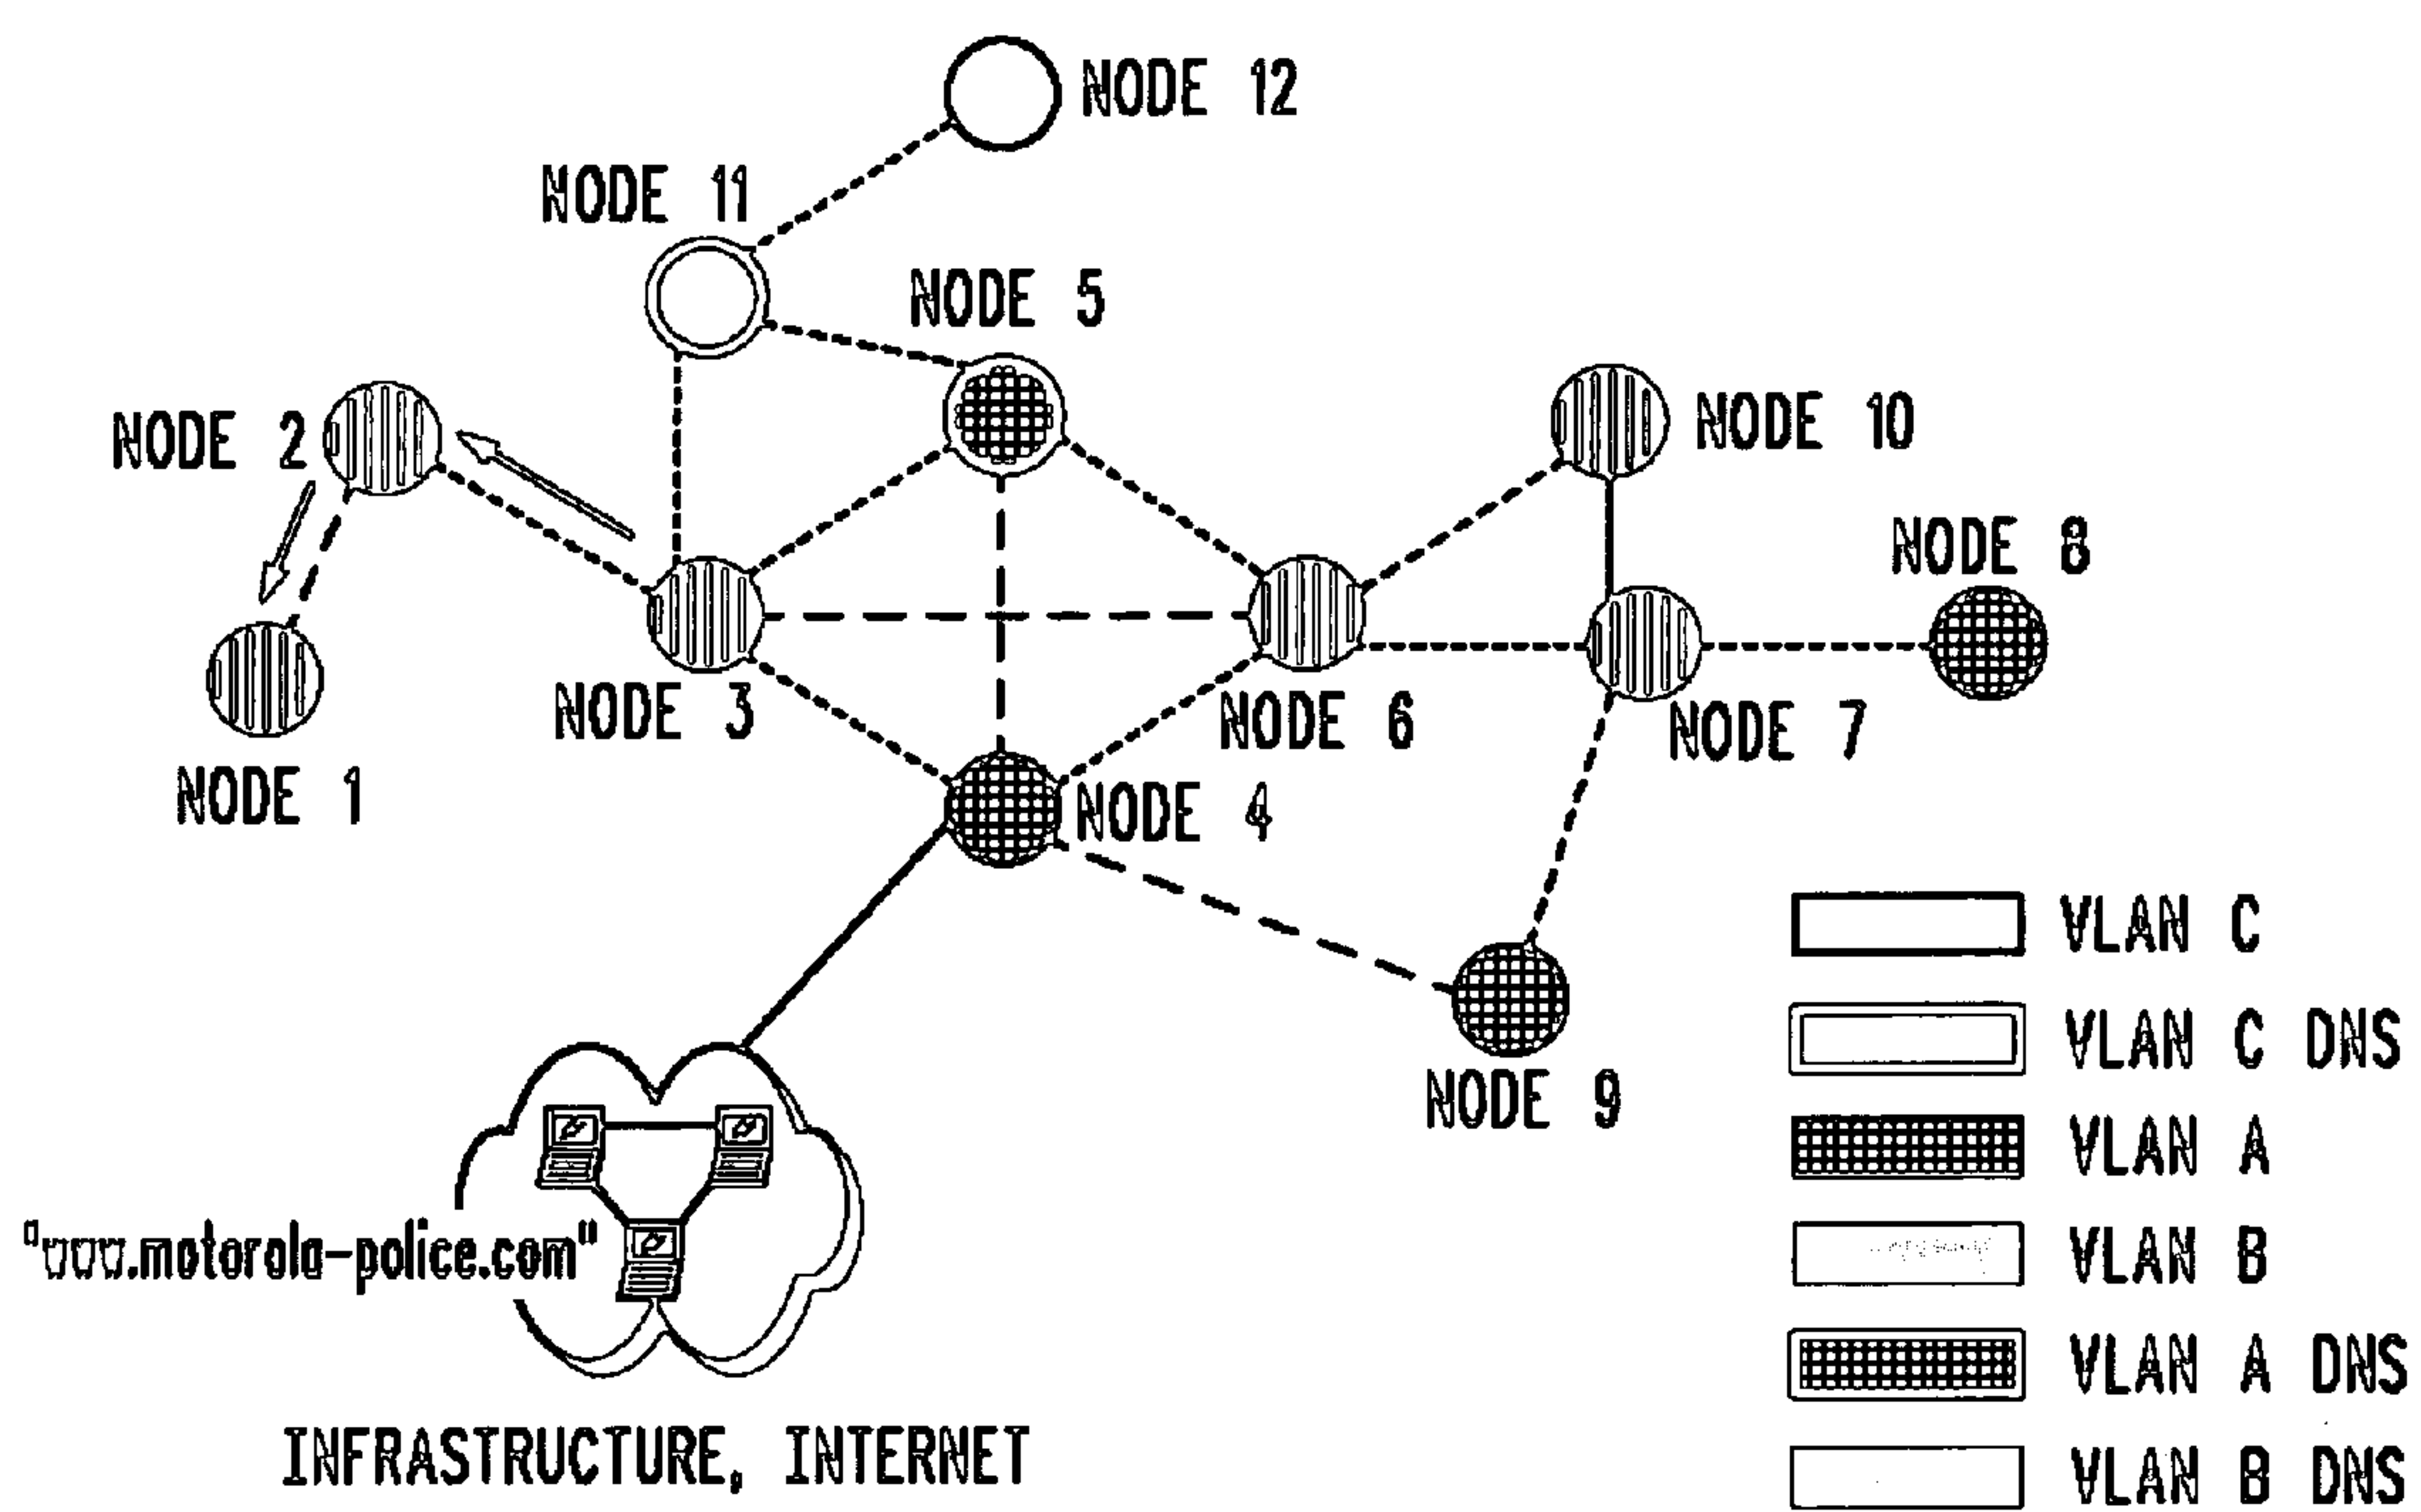 NODE 12
NODE 11
NODE 5
NODE 2
NODE 10
NODE 8
NODE 3
NODE 6
NODE 7
NODE 1
NODE 4
NODE 9
VLAN C
VLAN C DNS
VLAN A
VLAN B
VLAN A DNS
VLAN B DNS
"www.motorola-police.com"
INFRASTRUCTURE, INTERNET